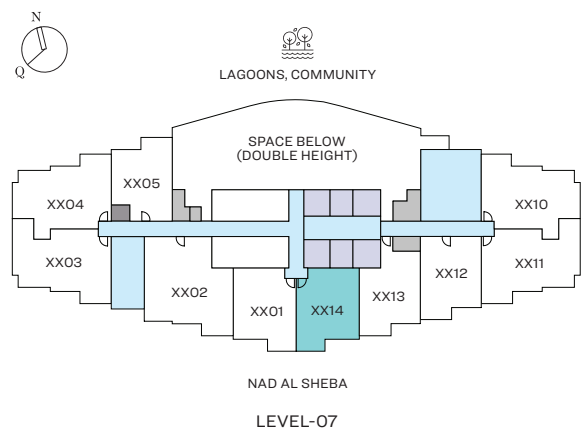 N
Q
LAGOONS, COMMUNITY
SPACE BELOW
(DOUBLE HEIGHT)
XX05
XX04
XX10
XX03
XX11
XX02
XX12
XX01
XX14
XX13
NAD AL SHEBA
LEVEL-07